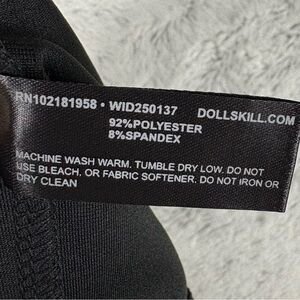 RN102181958 • WID250137 DOLLSKILL.COM
92%POLYESTER
8%SPANDEX
MACHINE WASH WARM. TUMBLE DRY LOW. DO NOT
USE BLEACH. OR FABRIC SOFTENER. DO NOT IRON OR
DRY CLEAN